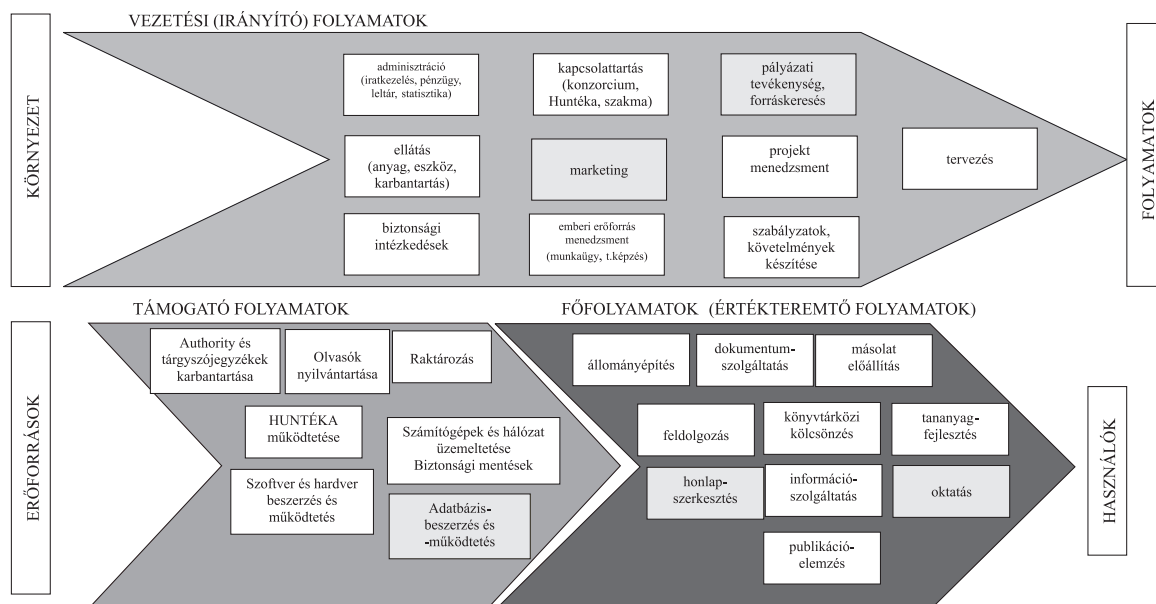 VEZETÉSI (IRÁNYÍTÓ) FOLYAMATOK
KÖRNYEZET
adminisztráció
(iratkezelés, pénzügy,
leltár, statisztika)
kapcsolattartás
(konzorcium,
Huntéka, szakma)
pályázati
tevékenység,
forráskeresés
ellátás
(anyag, eszköz,
karbantartás)
marketing
projekt
menedzsment
tervezés
biztonsági
intézkedések
emberi erőforrás
menedzsment
(munkaügy, t.képzés)
szabályzatok,
követelmények
készítése
FOLYAMATOK
TÁMOGATÓ FOLYAMATOK
ERŐFORRÁSOK
Authority és
tárgyszójegyzékek
karbantartása
Olvasók
nyilvántartása
Raktározás
HUNTÉKA
működtetése
Számítógépek és hálózat
üzemeltetése
Biztonsági mentések
Szoftver és hardver
beszerzés és
működtetés
Adatbázis-
beszerzés és
-működtetés
FŐFOLYAMATOK (ÉRTÉKTEREMTŐ FOLYAMATOK)
állományépítés
dokumentum-
szolgáltatás
másolat
előállítás
feldolgozás
könyvtárközi
kölcsönzés
tananyag-
fejlesztés
honlap-
szerkesztés
információ-
szolgáltatás
oktatás
publikáció-
elemzés
HASZNÁLÓK